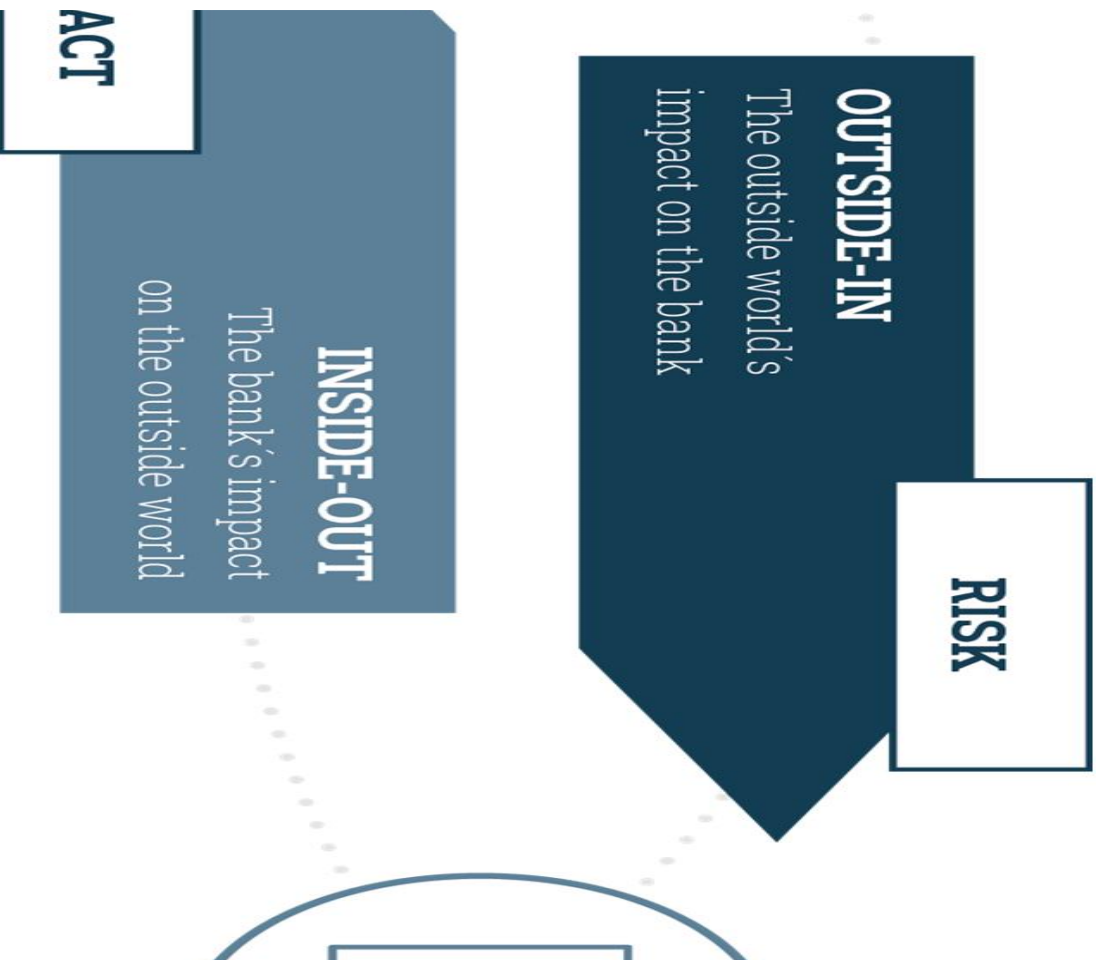 OUTSIDE-IN
The outside world´s
impact on the bank
RISK
ACT
INSIDE-OUT
The bank´s impact
on the outside world